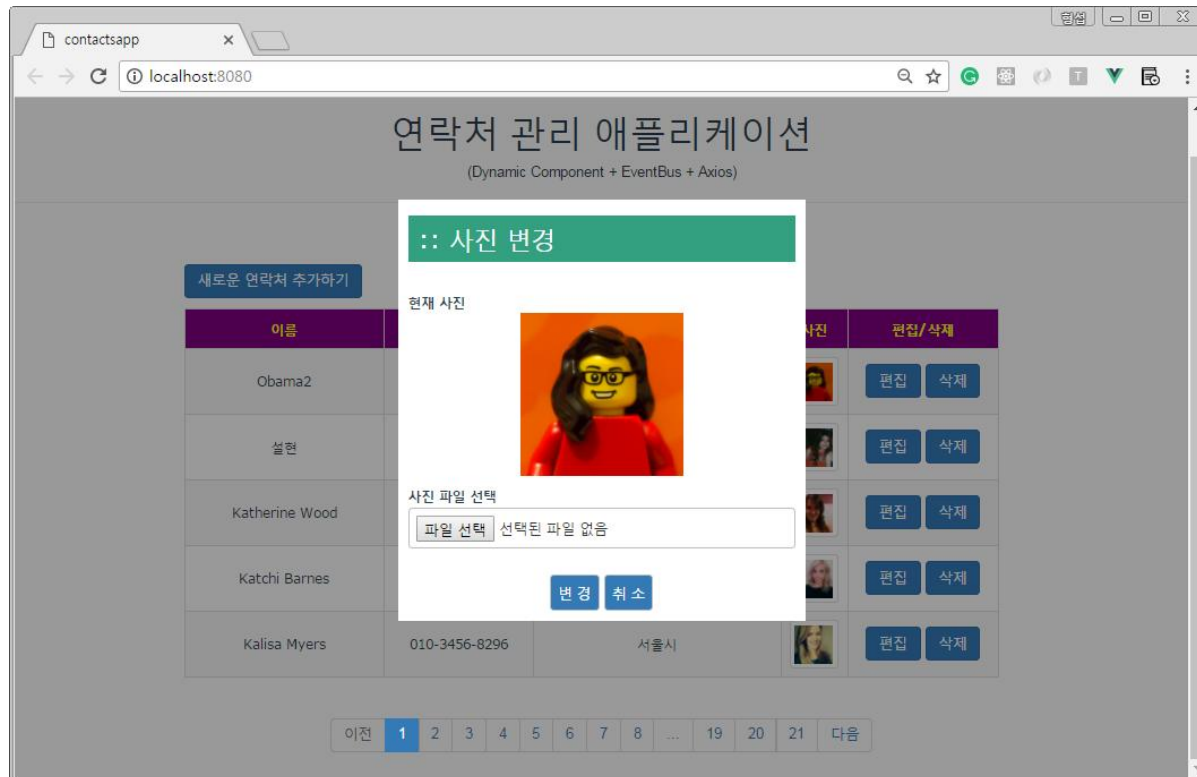 형섭
contactsapp
localhost:8080
연락처 관리 애플리케이션
(Dynamic Component + EventBus + Axios)
:: 사진 변경
새로운 연락처 추가하기
현재 사진
이름
사진
편집/삭제
Obama2
편집 삭제
설현
편집 삭제
사진 파일 선택
Katherine Wood
편집 삭제
파일 선택 선택된 파일 없음
Katchi Barnes
편집 삭제
변 경 취 소
Kalisa Myers 010-3456-8296 서울시 편집 삭제
이전 1 2 3 4 5 6 7 8 ... 19 20 21 다음